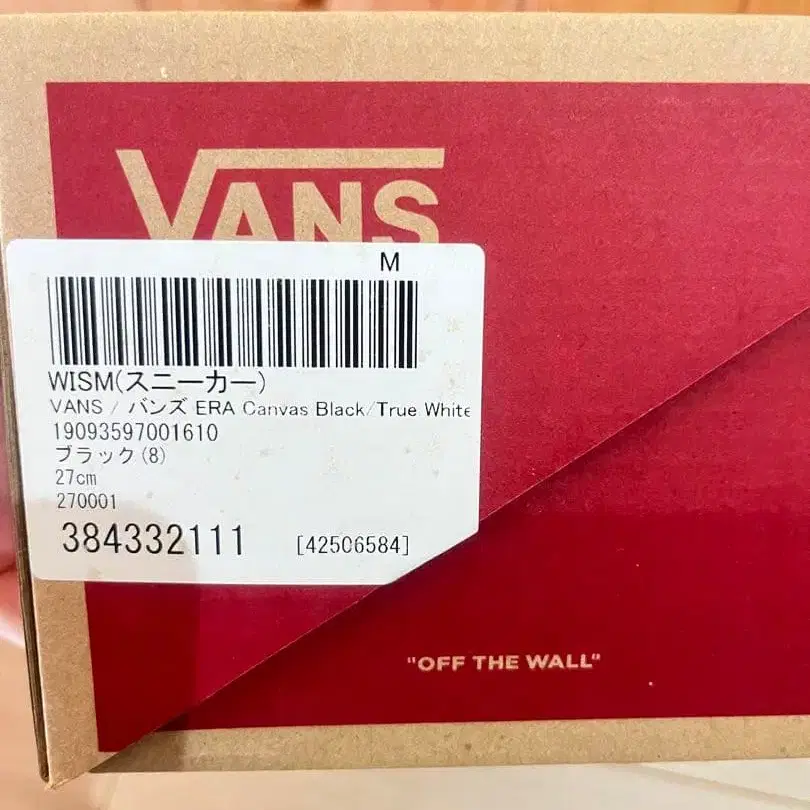 VANS
M
WISM(スニーカー)
VANS / バンズ ERA Canvas Black/True White
19093597001610
ブラック(8)
27cm
270001
384332111 [42506584]
"OFF THE WALL"